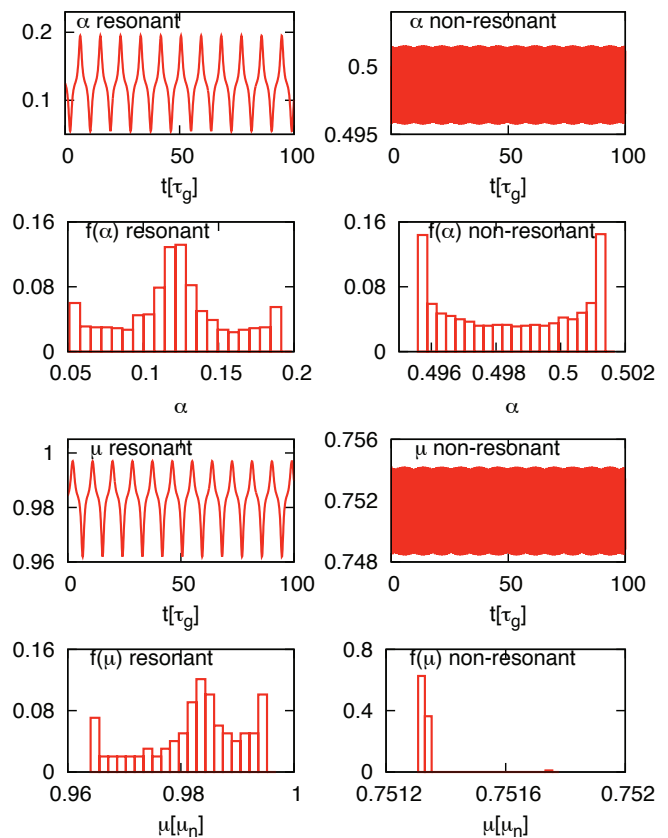 α resonant
0.2
0.1
0 50 100
t[τg]
α non-resonant
0.5
0.495
0 50 100
t[τg]
f(α) resonant
0.16
0.08
0
0.05 0.1 0.15 0.2
α
f(α) non-resonant
0.16
0.08
0
0.496 0.498 0.5 0.502
α
μ resonant
1
0.98
0.96
0 50 100
t[τg]
μ non-resonant
0.756
0.752
0.748
0 50 100
t[τg]
f(μ) resonant
0.16
0.08
0
0.96 0.98 1
μ[μn]
f(μ) non-resonant
0.8
0.4
0
0.7512 0.7516 0.752
μ[μn]